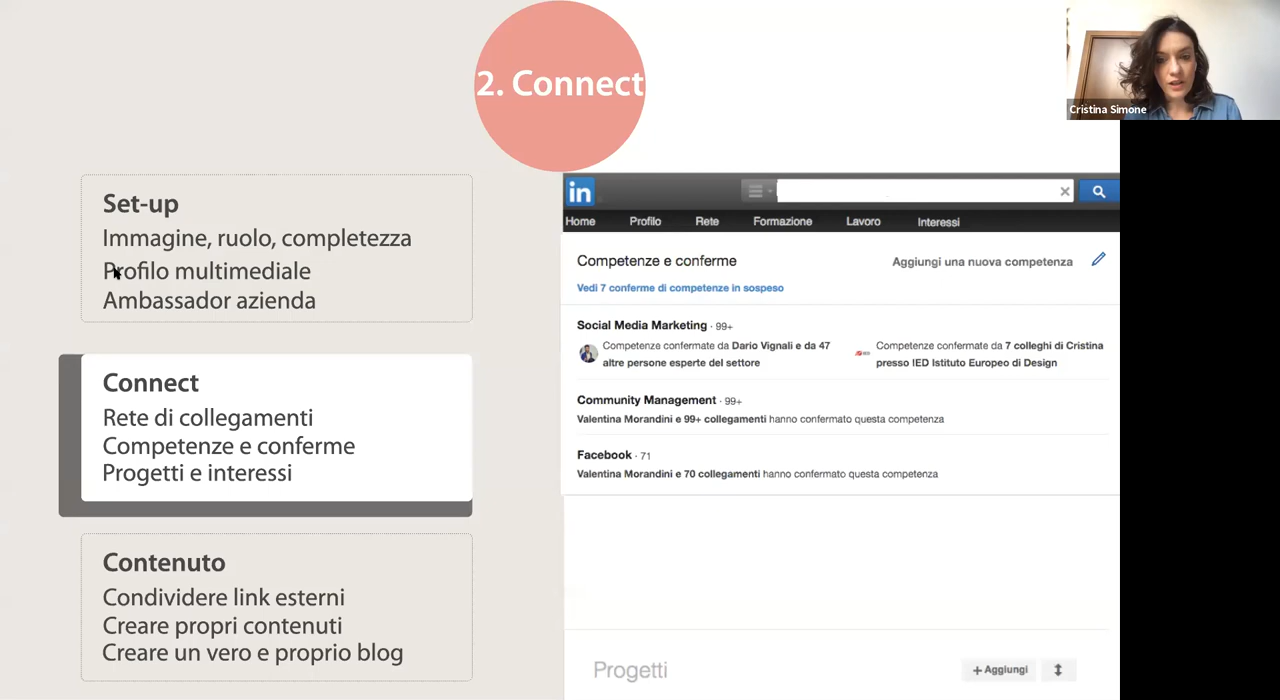 2. Connect
Cristina Simone
Set-up
Immagine, ruolo, completezza
Profilo multimediale
Ambassador azienda
Connect
Rete di collegamenti
Competenze e conferme
Progetti e interessi
Contenuto
Condividere link esterni
Creare propri contenuti
Creare un vero e proprio blog
in
Home Profilo Rete Formazione Lavoro Interessi
Competenze e conferme
Aggiungi una nuova competenza
Vedi 7 conferme di competenze in sospeso
Social Media Marketing · 99+
Competenze confermate da Dario Vignali e da 47
altre persone esperte del settore
Competenze confermate da 7 colleghi di Cristina
presso IED Istituto Europeo di Design
Community Management · 99+
Valentina Morandini e 99+ collegamenti hanno confermato questa competenza
Facebook · 71
Valentina Morandini e 70 collegamenti hanno confermato questa competenza
Progetti
+ Aggiungi